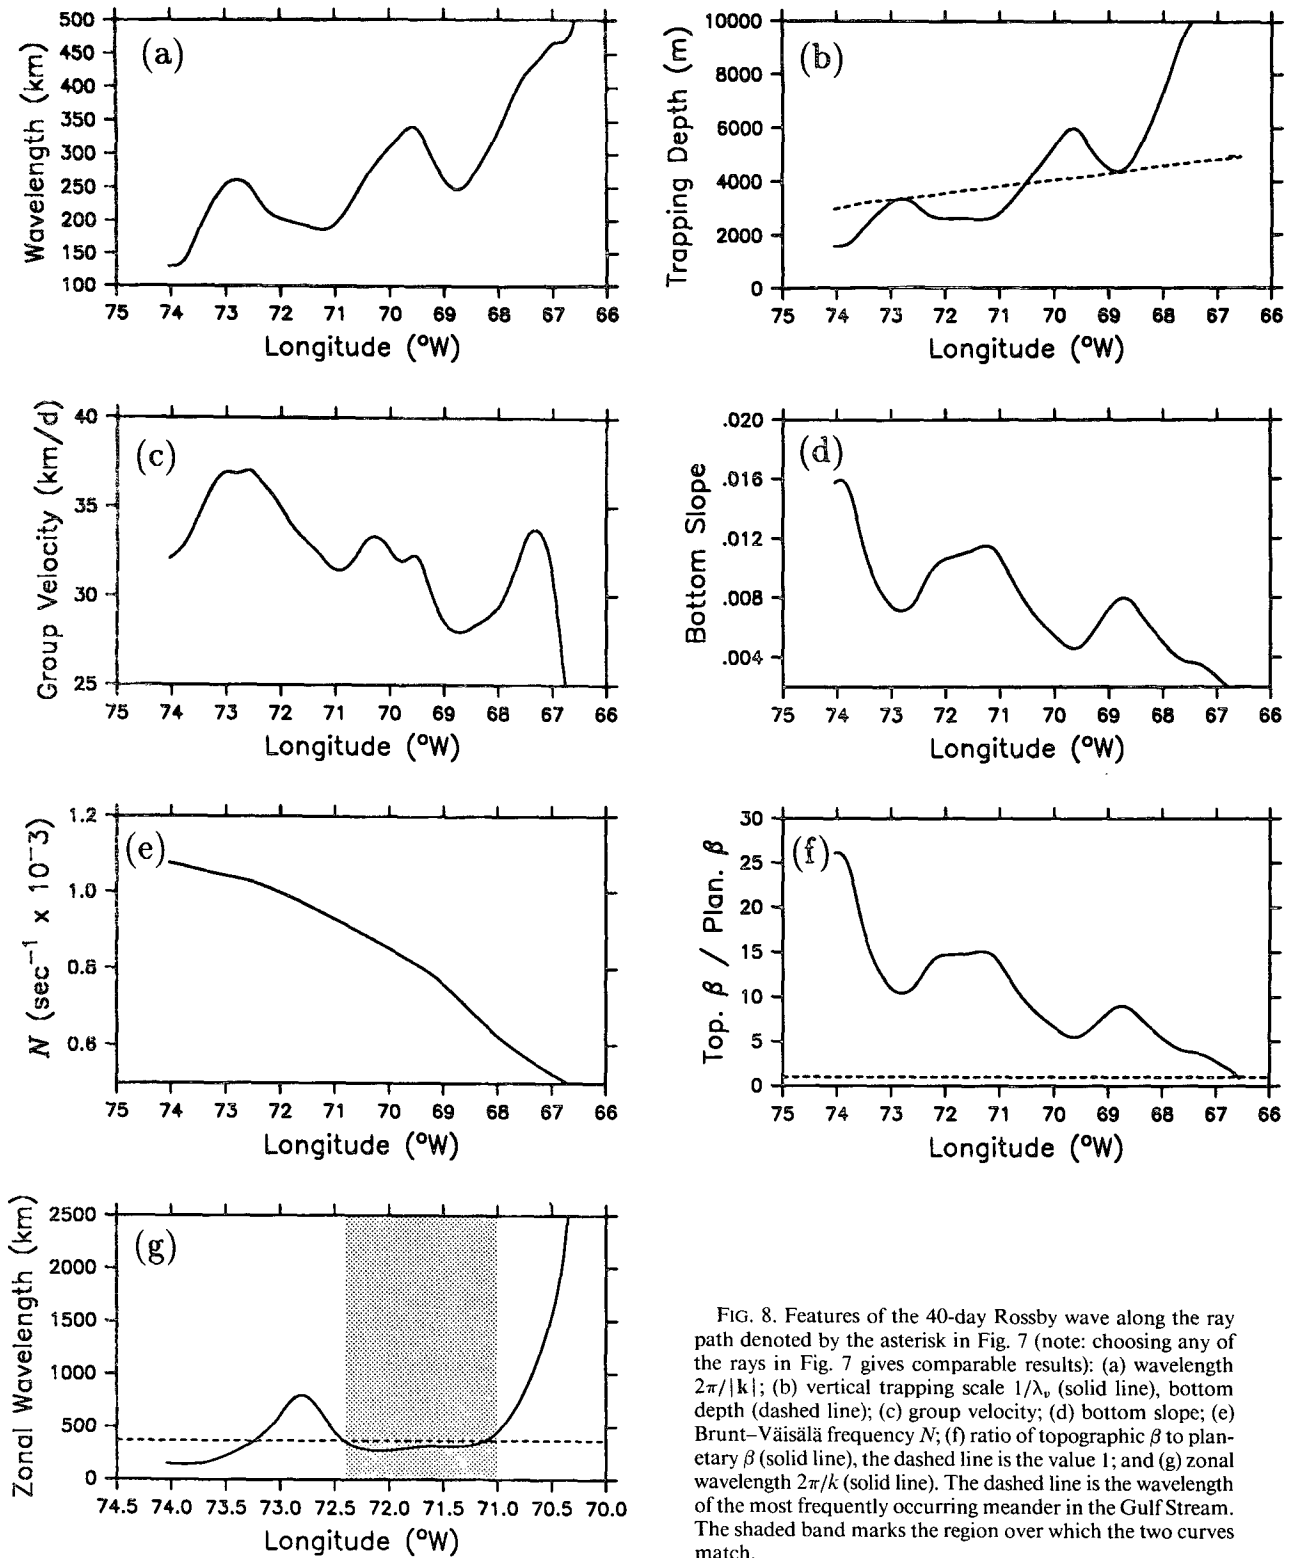 (a)
Wavelength (km)
500
450
400
350
300
250
200
150
100
75 74 73 72 71 70 69 68 67 66
Longitude (°W)
(b)
Trapping Depth (m)
10000
8000
6000
4000
2000
0
75 74 73 72 71 70 69 68 67 66
Longitude (°W)
(c)
Group Velocity (km/d)
40
35
30
25
75 74 73 72 71 70 69 68 67 66
Longitude (°W)
(d)
Bottom Slope
.020
.016
.012
.008
.004
75 74 73 72 71 70 69 68 67 66
Longitude (°W)
(e)
N (sec⁻¹ x 10⁻³)
1.2
1.0
0.8
0.6
75 74 73 72 71 70 69 68 67 66
Longitude (°W)
(f)
Top. β / Plan. β
30
25
20
15
10
5
0
75 74 73 72 71 70 69 68 67 66
Longitude (°W)
(g)
Zonal Wavelength (km)
2500
2000
1500
1000
500
0
74.5 74.0 73.5 73.0 72.5 72.0 71.5 71.0 70.5 70.0
Longitude (°W)
FIG. 8. Features of the 40-day Rossby wave along the ray
path denoted by the asterisk in Fig. 7 (note: choosing any of
the rays in Fig. 7 gives comparable results): (a) wavelength
2π/|k|; (b) vertical trapping scale 1/λᵥ (solid line), bottom
depth (dashed line); (c) group velocity; (d) bottom slope; (e)
Brunt–Väisälä frequency N; (f) ratio of topographic β to plan-
etary β (solid line), the dashed line is the value 1; and (g) zonal
wavelength 2π/k (solid line). The dashed line is the wavelength
of the most frequently occurring meander in the Gulf Stream.
The shaded band marks the region over which the two curves
match.